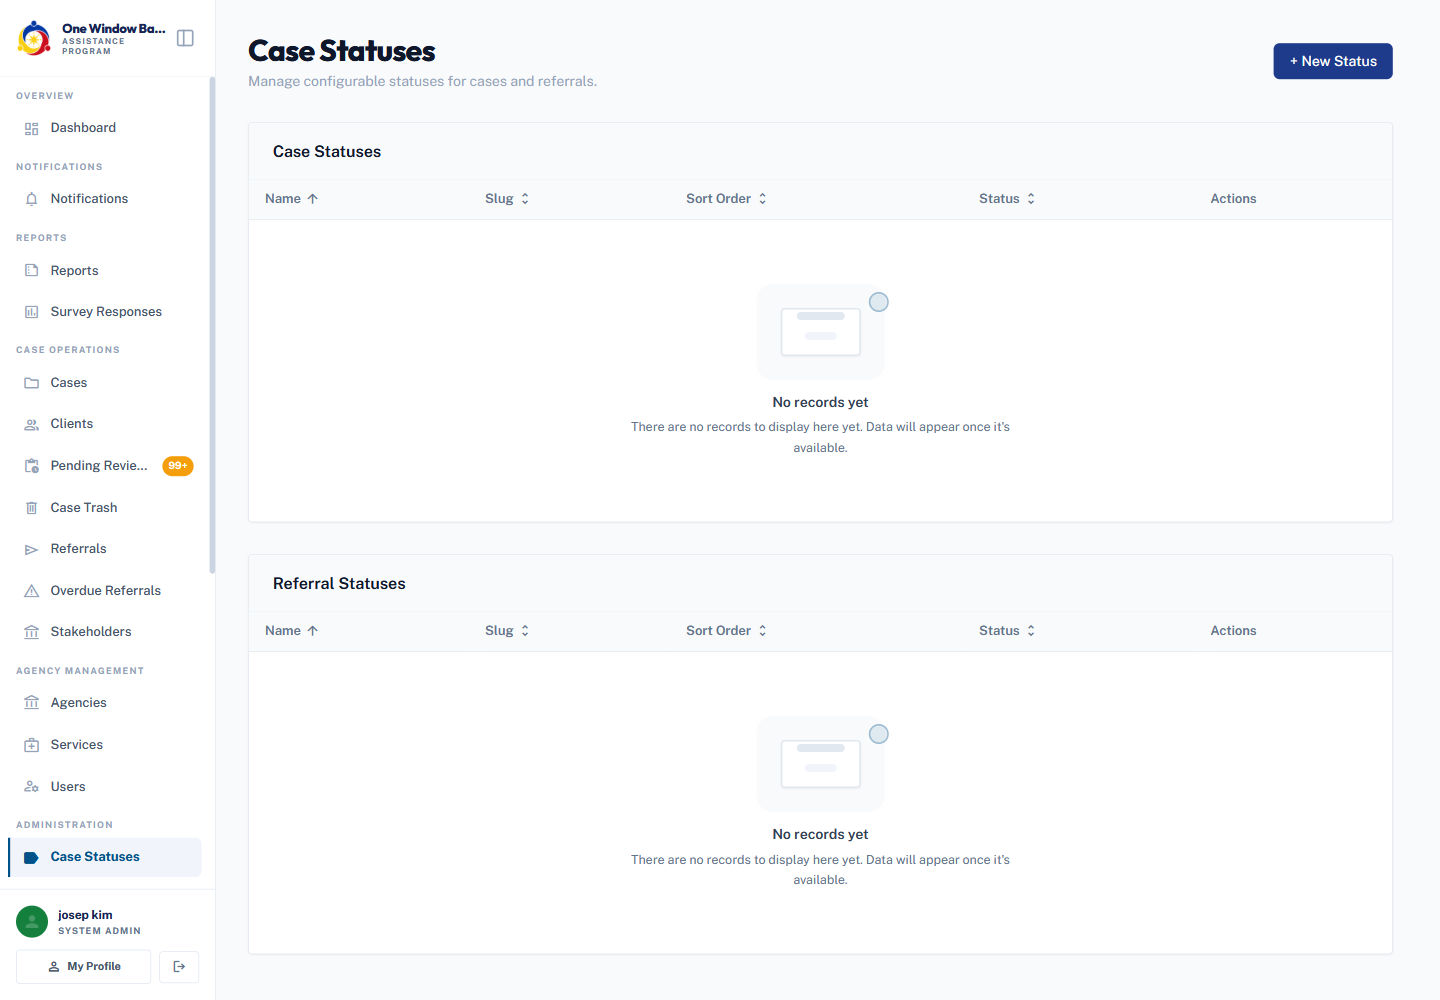 One Window Ba...
ASSISTANCE
PROGRAM
OVERVIEW
Dashboard
NOTIFICATIONS
Notifications
REPORTS
Reports
Survey Responses
CASE OPERATIONS
Cases
Clients
Pending Revie... 99+
Case Trash
Referrals
Overdue Referrals
Stakeholders
AGENCY MANAGEMENT
Agencies
Services
Users
ADMINISTRATION
Case Statuses
josep kim
SYSTEM ADMIN
My Profile
Case Statuses
Manage configurable statuses for cases and referrals.
+ New Status
Case Statuses
Name Slug Sort Order Status Actions
No records yet
There are no records to display here yet. Data will appear once it's
available.
Referral Statuses
Name Slug Sort Order Status Actions
No records yet
There are no records to display here yet. Data will appear once it's
available.